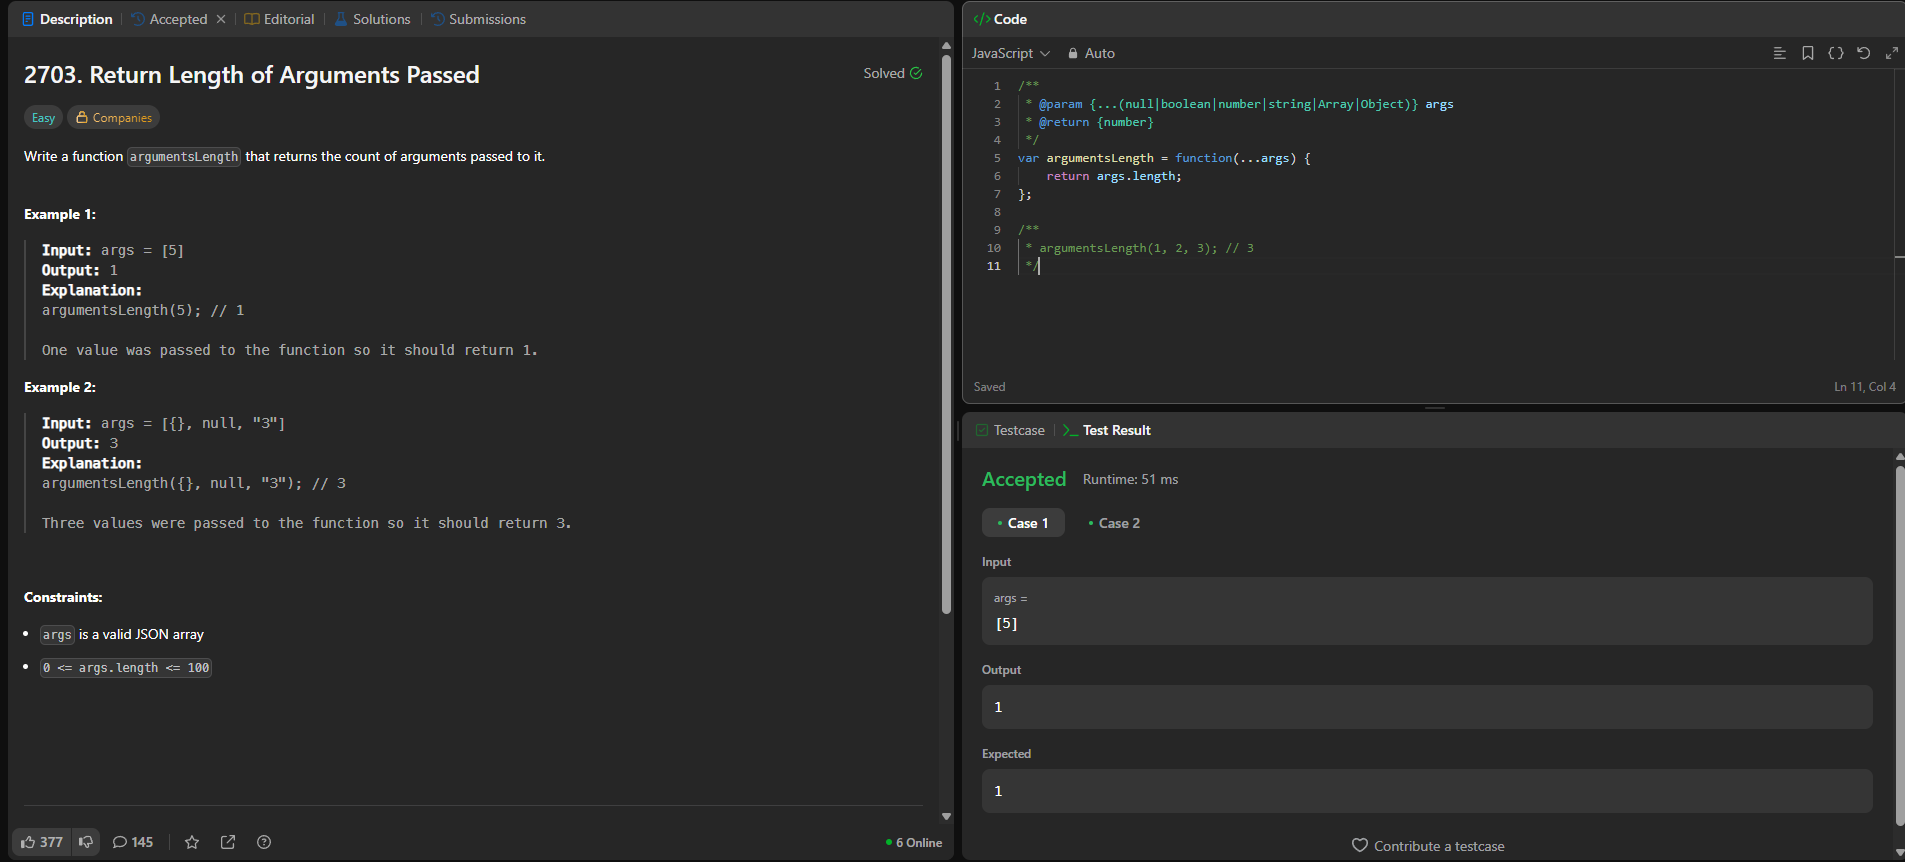 Description
Accepted
Editorial
Solutions
Submissions
2703. Return Length of Arguments Passed
Solved
Easy
Companies
Write a function argumentsLength that returns the count of arguments passed to it.
Example 1:
Input: args = [5]
Output: 1
Explanation:
argumentsLength(5); // 1
One value was passed to the function so it should return 1.
Example 2:
Input: args = [{}, null, "3"]
Output: 3
Explanation:
argumentsLength({}, null, "3"); // 3
Three values were passed to the function so it should return 3.
Constraints:
args is a valid JSON array
0 <= args.length <= 100
377
145
6 Online
</> Code
JavaScript
Auto
1 /**
2  * @param {...(null|boolean|number|string|Array|Object)} args
3  * @return {number}
4  */
5 var argumentsLength = function(...args) {
6     return args.length;
7 };
8
9 /**
10  * argumentsLength(1, 2, 3); // 3
11  */
Saved
Ln 11, Col 4
Testcase
Test Result
Accepted
Runtime: 51 ms
Case 1
Case 2
Input
args =
[5]
Output
1
Expected
1
Contribute a testcase